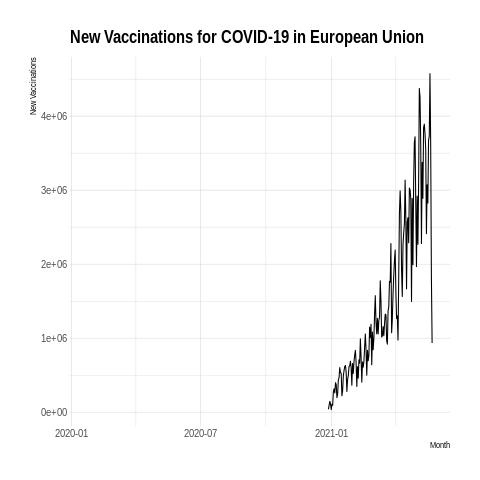 New Vaccinations for COVID-19 in European Union
New Vaccinations
4e+06
3e+06
2e+06
1e+06
0e+00
2020-01 2020-07 2021-01
Month